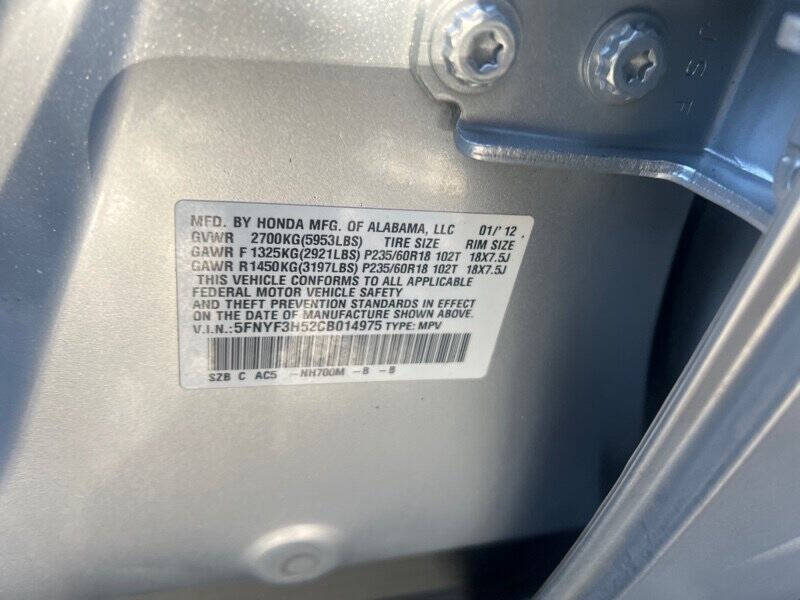 MFD. BY HONDA MFG. OF ALABAMA, LLC 01/'12
GVWR 2700KG(5953LBS) TIRE SIZE RIM SIZE
GAWR F 1325KG(2921LBS) P235/60R18 102T 18X7.5J
GAWR R1450KG(3197LBS) P235/60R18 102T 18X7.5J
THIS VEHICLE CONFORMS TO ALL APPLICABLE
FEDERAL MOTOR VEHICLE SAFETY
AND THEFT PREVENTION STANDARDS IN EFFECT
ON THE DATE OF MANUFACTURE SHOWN ABOVE.
V.I.N.:5FNYF3H52CB014975 TYPE: MPV
SZB C AC5 -NH700M -B -B